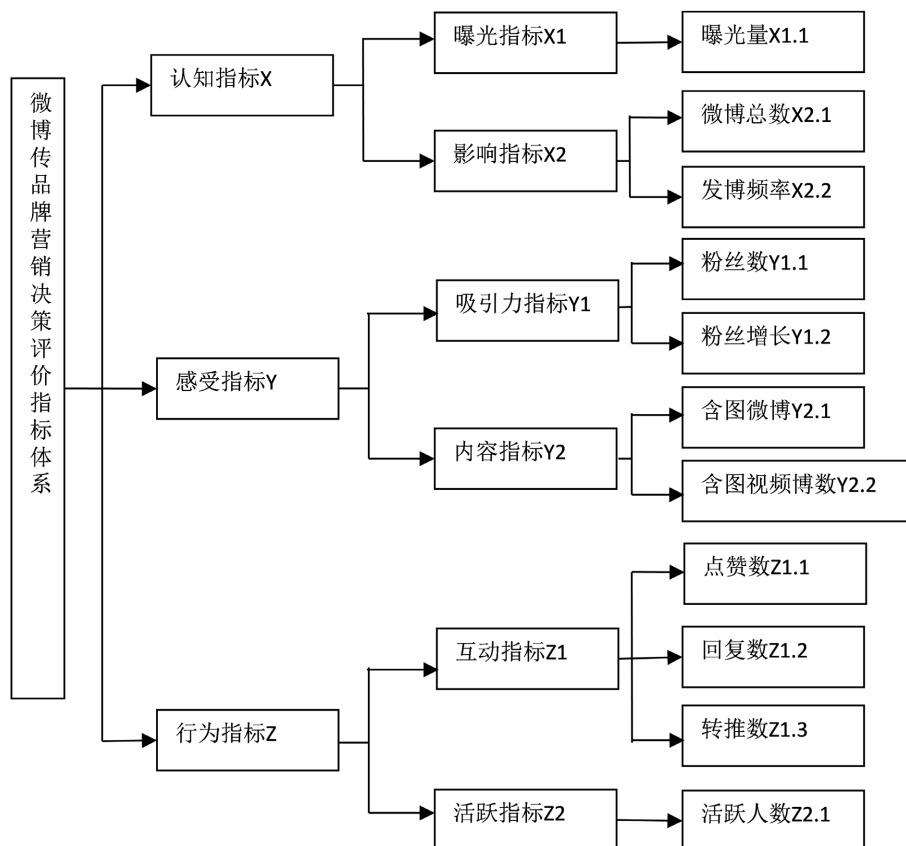 微博传品牌营销决策评价指标体系
认知指标X
曝光指标X1
曝光量X1.1
影响指标X2
微博总数X2.1
发博频率X2.2
感受指标Y
吸引力指标Y1
粉丝数Y1.1
粉丝增长Y1.2
内容指标Y2
含图微博Y2.1
含图视频博数Y2.2
行为指标Z
互动指标Z1
点赞数Z1.1
回复数Z1.2
转推数Z1.3
活跃指标Z2
活跃人数Z2.1